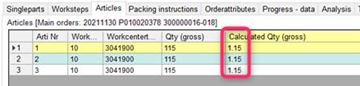 Singleparts Worksteps Articles Packing instructions Orderattributes Progress - data Analysis T
Articles [Main orders: 20211130 P010020378 300000016-018]
Arti Nr Work... Workcentert... Qty (gross) Calculated Qty (gross)
1 1 10 3041900 115 1.15
2 2 10 3041900 115 1.15
3 3 10 3041900 115 1.15